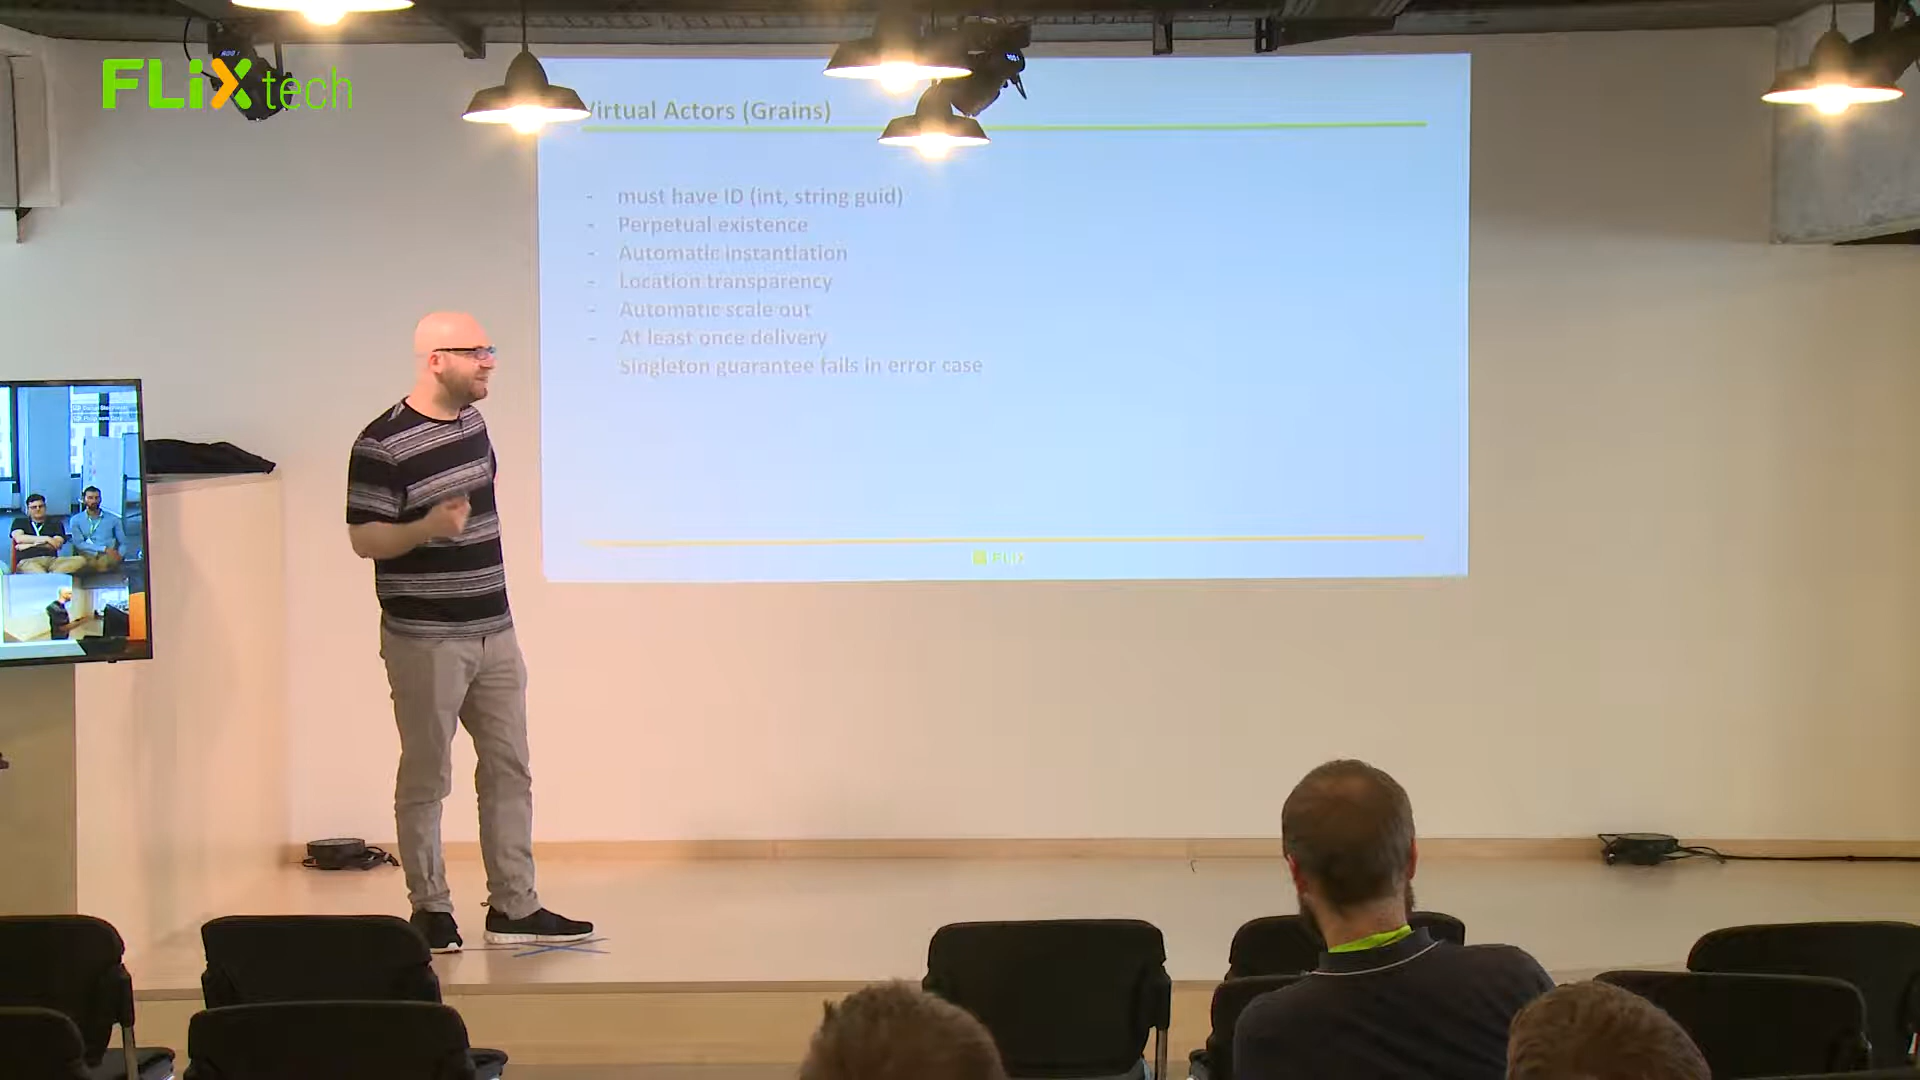 FLiXtech
Virtual Actors (Grains)
- must have ID (int, string guid)
- Perpetual existence
- Automatic instantiation
- Location transparency
- Automatic scale out
- At least once delivery
Singleton guarantee fails in error case
FLiX